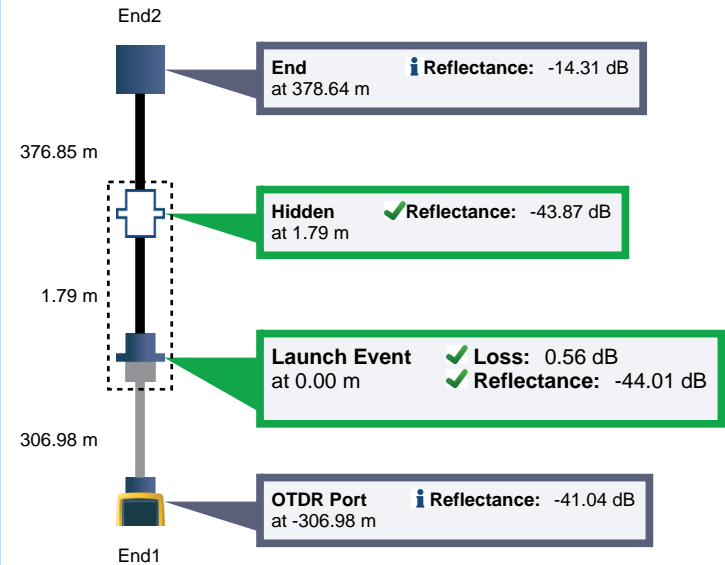 End2
End i Reflectance: -14.31 dB
at 378.64 m
376.85 m
Hidden Reflectance: -43.87 dB
at 1.79 m
1.79 m
Launch Event Loss: 0.56 dB
at 0.00 m Reflectance: -44.01 dB
306.98 m
OTDR Port i Reflectance: -41.04 dB
at -306.98 m
End1